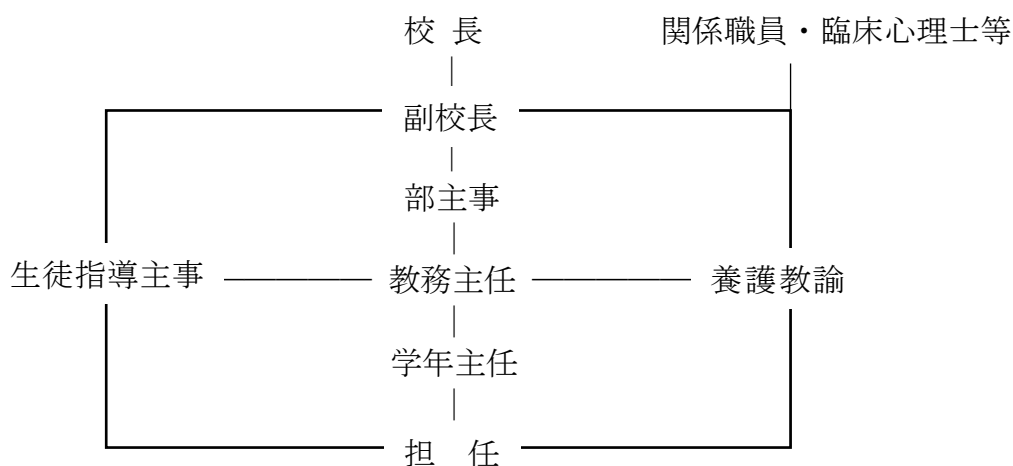 校 長 関係職員・臨床心理士等
副校長
部主事
生徒指導主事 教務主任 養護教諭
学年主任
担 任